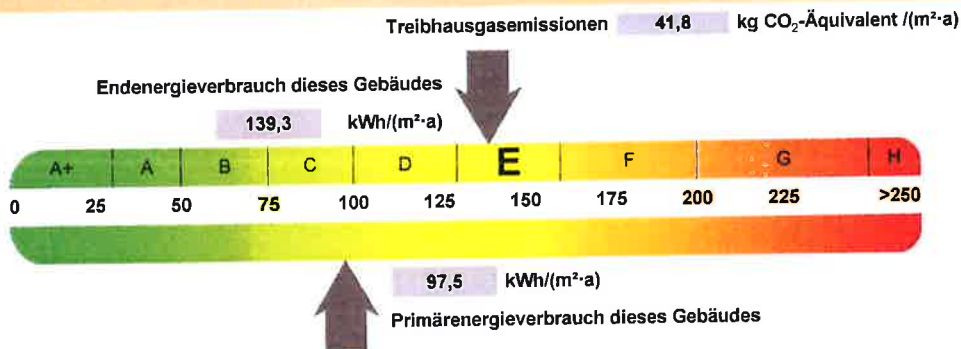 Treibhausgasemissionen 41,8 kg CO₂-Äquivalent /(m²·a)
Endenergieverbrauch dieses Gebäudes
139,3 kWh/(m²·a)
A+ A B C D E F G H
0 25 50 75 100 125 150 175 200 225 >250
97,5 kWh/(m²·a)
Primärenergieverbrauch dieses Gebäudes